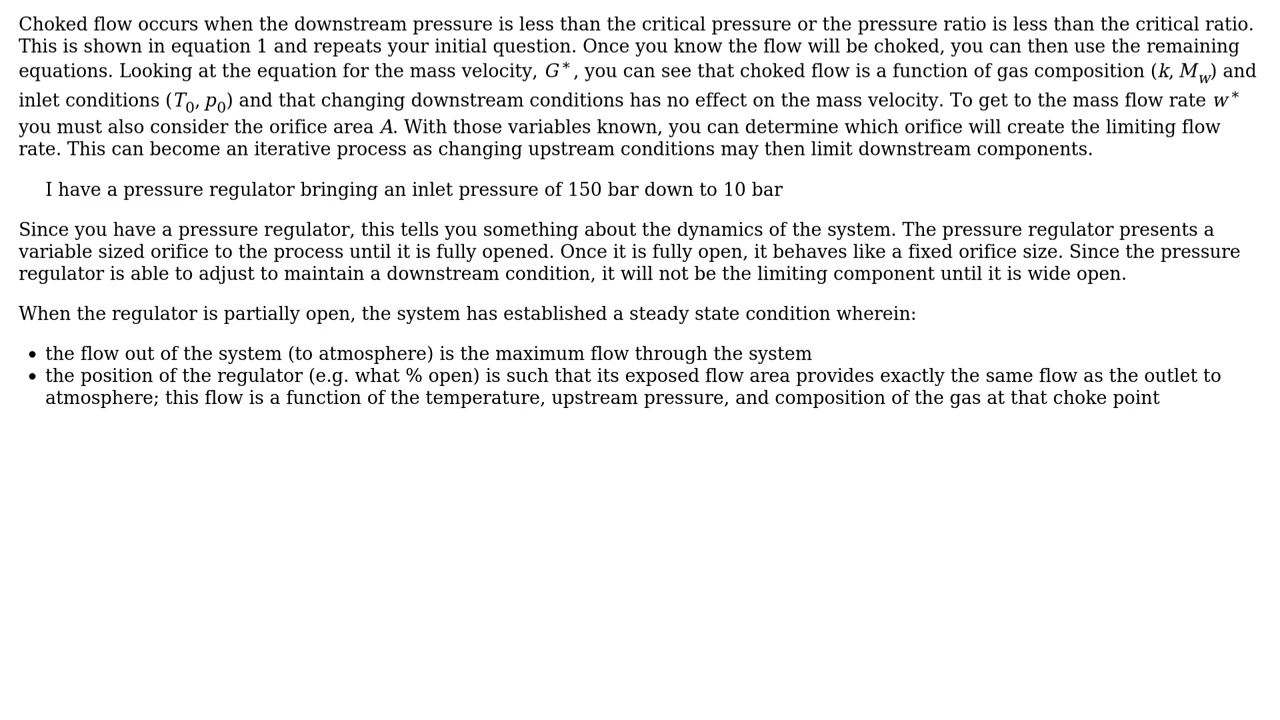 Choked flow occurs when the downstream pressure is less than the critical pressure or the pressure ratio is less than the critical ratio.
This is shown in equation 1 and repeats your initial question. Once you know the flow will be choked, you can then use the remaining
equations. Looking at the equation for the mass velocity, G*, you can see that choked flow is a function of gas composition (k, M_w) and
inlet conditions (T_0, p_0) and that changing downstream conditions has no effect on the mass velocity. To get to the mass flow rate w*
you must also consider the orifice area A. With those variables known, you can determine which orifice will create the limiting flow
rate. This can become an iterative process as changing upstream conditions may then limit downstream components.
I have a pressure regulator bringing an inlet pressure of 150 bar down to 10 bar
Since you have a pressure regulator, this tells you something about the dynamics of the system. The pressure regulator presents a
variable sized orifice to the process until it is fully opened. Once it is fully open, it behaves like a fixed orifice size. Since the pressure
regulator is able to adjust to maintain a downstream condition, it will not be the limiting component until it is wide open.
When the regulator is partially open, the system has established a steady state condition wherein:
• the flow out of the system (to atmosphere) is the maximum flow through the system
• the position of the regulator (e.g. what % open) is such that its exposed flow area provides exactly the same flow as the outlet to
atmosphere; this flow is a function of the temperature, upstream pressure, and composition of the gas at that choke point